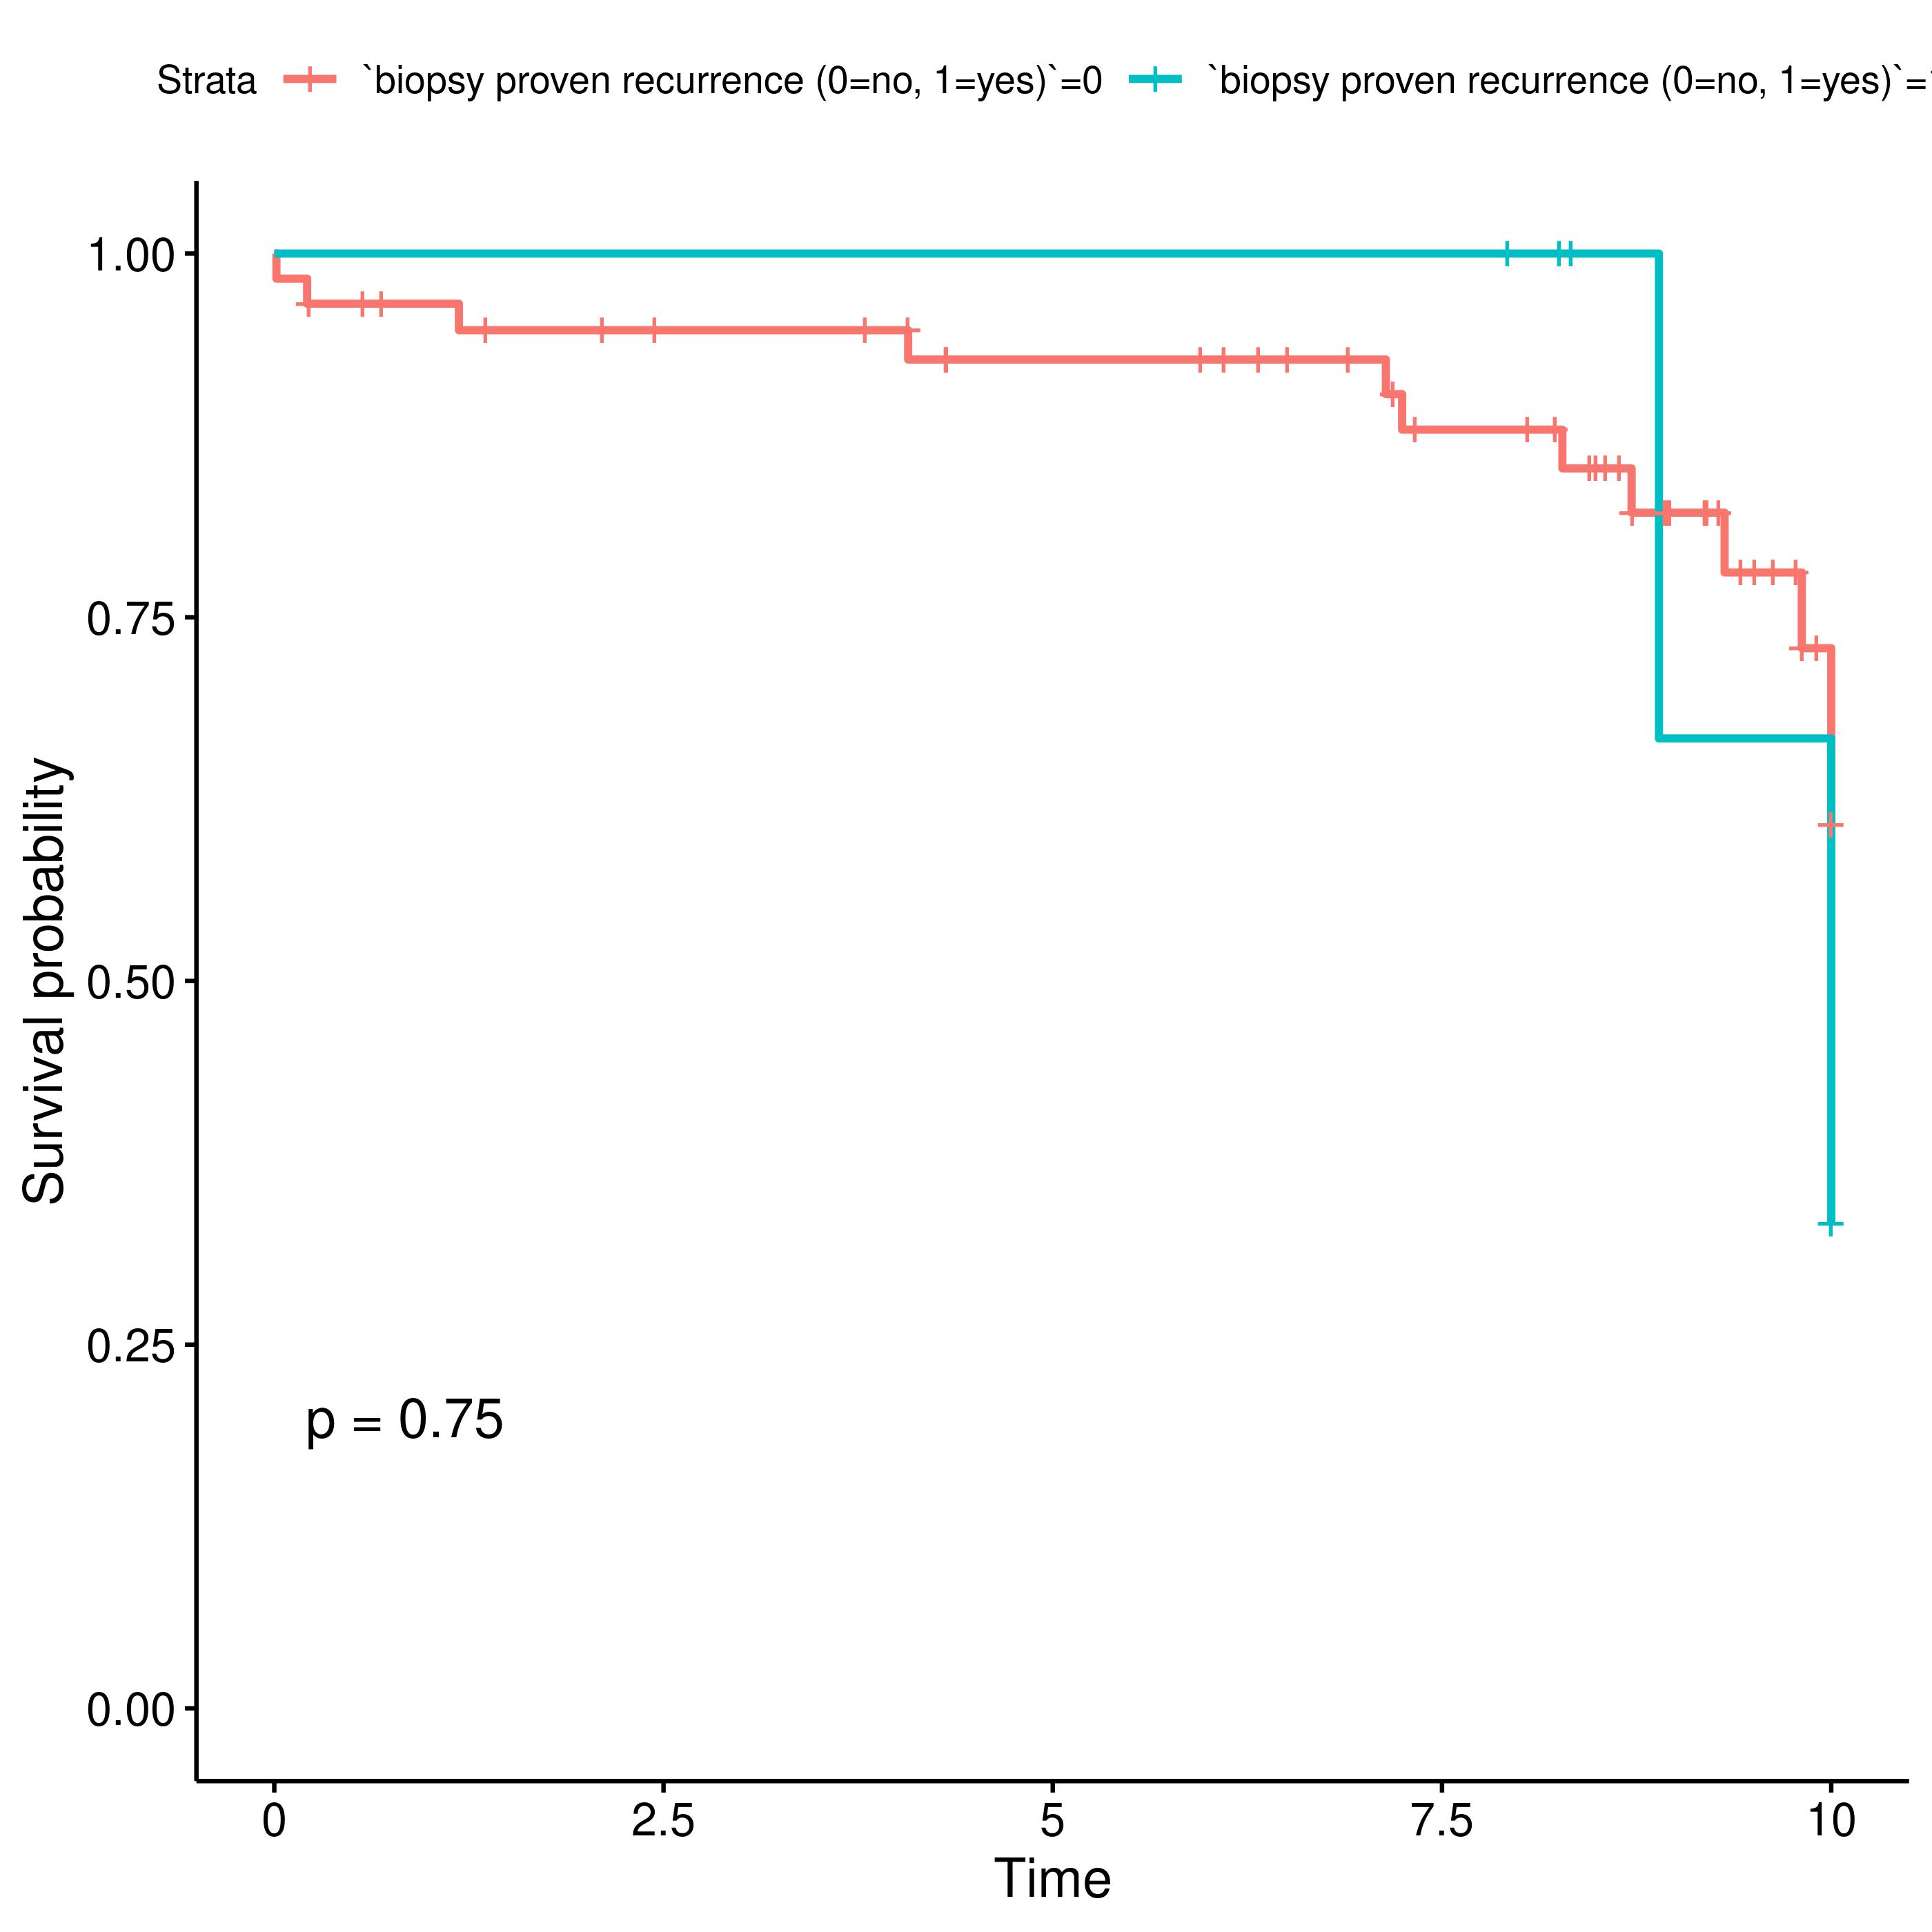 Strata `biopsy proven recurrence (0=no, 1=yes)`=0 `biopsy proven recurrence (0=no, 1=yes)`=
1.00
0.75
0.50
0.25
0.00
Survival probability
p = 0.75
0 2.5 5 7.5 10
Time